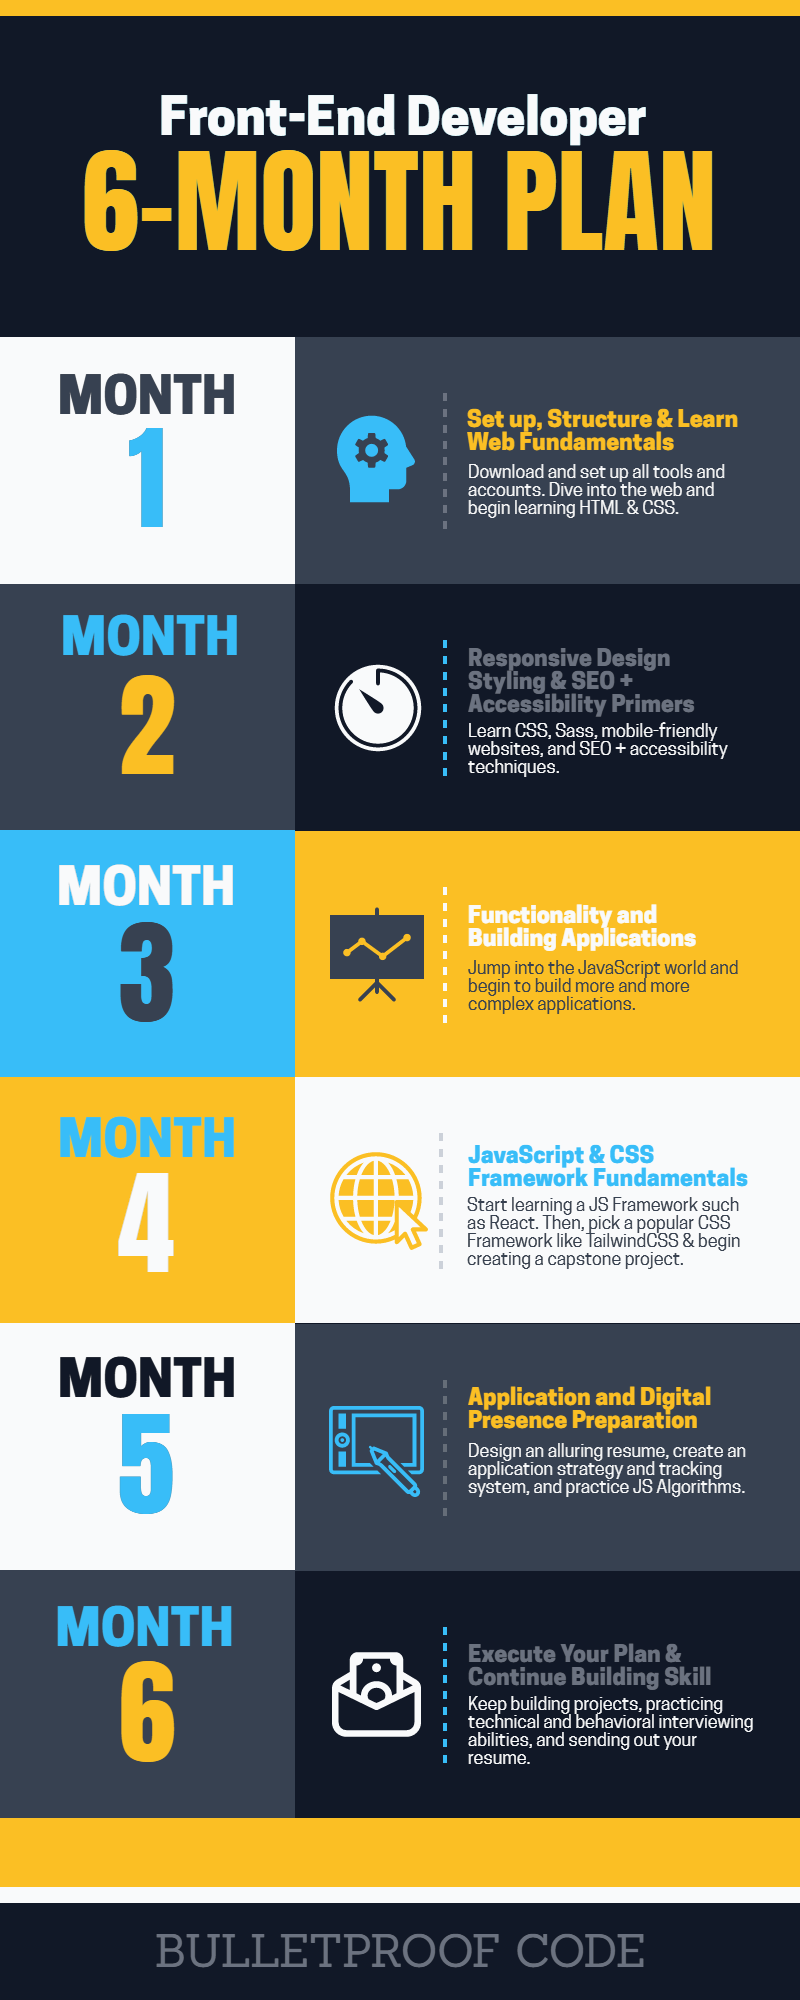 Front-End Developer
6-MONTH PLAN
MONTH
1
Set up, Structure & Learn
Web Fundamentals
Download and set up all tools and
accounts. Dive into the web and
begin learning HTML & CSS.
MONTH
2
Responsive Design
Styling & SEO +
Accessibility Primers
Learn CSS, Sass, mobile-friendly
websites, and SEO + accessibility
techniques.
MONTH
3
Functionality and
Building Applications
Jump into the JavaScript world and
begin to build more and more
complex applications.
MONTH
4
JavaScript & CSS
Framework Fundamentals
Start learning a JS Framework such
as React. Then, pick a popular CSS
Framework like TailwindCSS & begin
creating a capstone project.
MONTH
5
Application and Digital
Presence Preparation
Design an alluring resume, create an
application strategy and tracking
system, and practice JS Algorithms.
MONTH
6
Execute Your Plan &
Continue Building Skill
Keep building projects, practicing
technical and behavioral interviewing
abilities, and sending out your
resume.
BULLETPROOF CODE